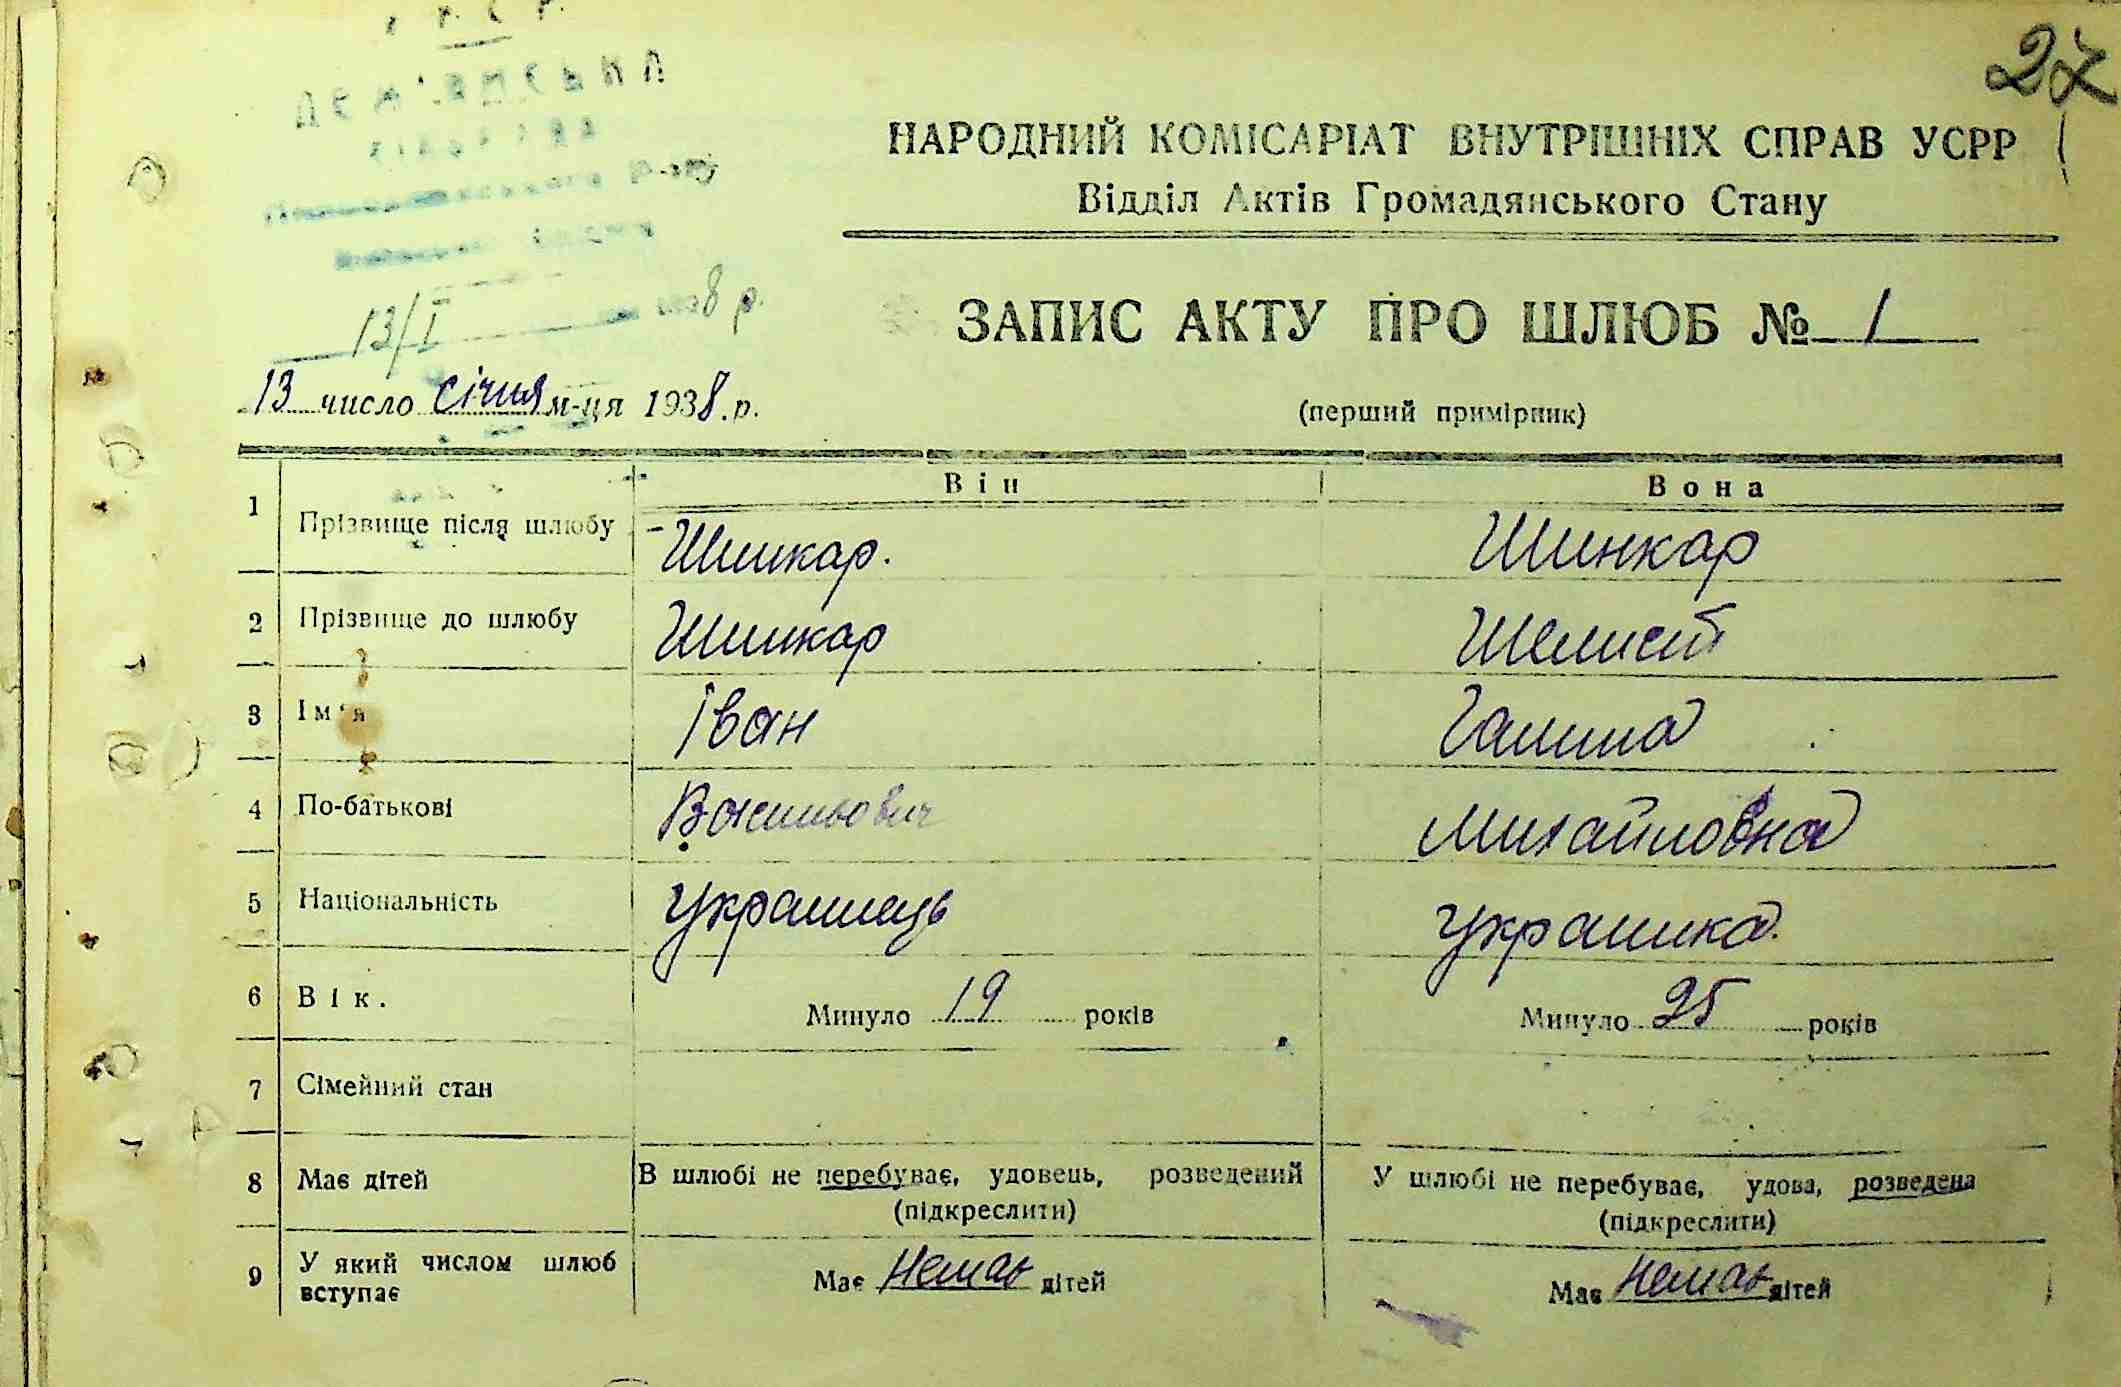 27
НАРОДНИЙ КОМІСАРІАТ ВНУТРІШНІХ СПРАВ УСРР
Відділ Актів Громадянського Стану
ЗАПИС АКТУ ПРО ШЛЮБ № 1
13/I 8 р.
13 число січня м-ця 1938 р.
(перший примірник)
Він Вона
1 Прізвище після шлюбу Шинкар. Шинкар
2 Прізвище до шлюбу Шинкар Шелист
3 Ім'я Іван Галина
4 По-батькові Васильович Михайловна
5 Національність Українець Українка.
6 Вік. Минуло 19 років Минуло 25 років
7 Сімейний стан
8 Має дітей В шлюбі не перебуває, удовець, розведений У шлюбі не перебуває, удова, розведена
(підкреслити) (підкреслити)
9 У який числом шлюб вступає Має немає дітей Має немає дітей